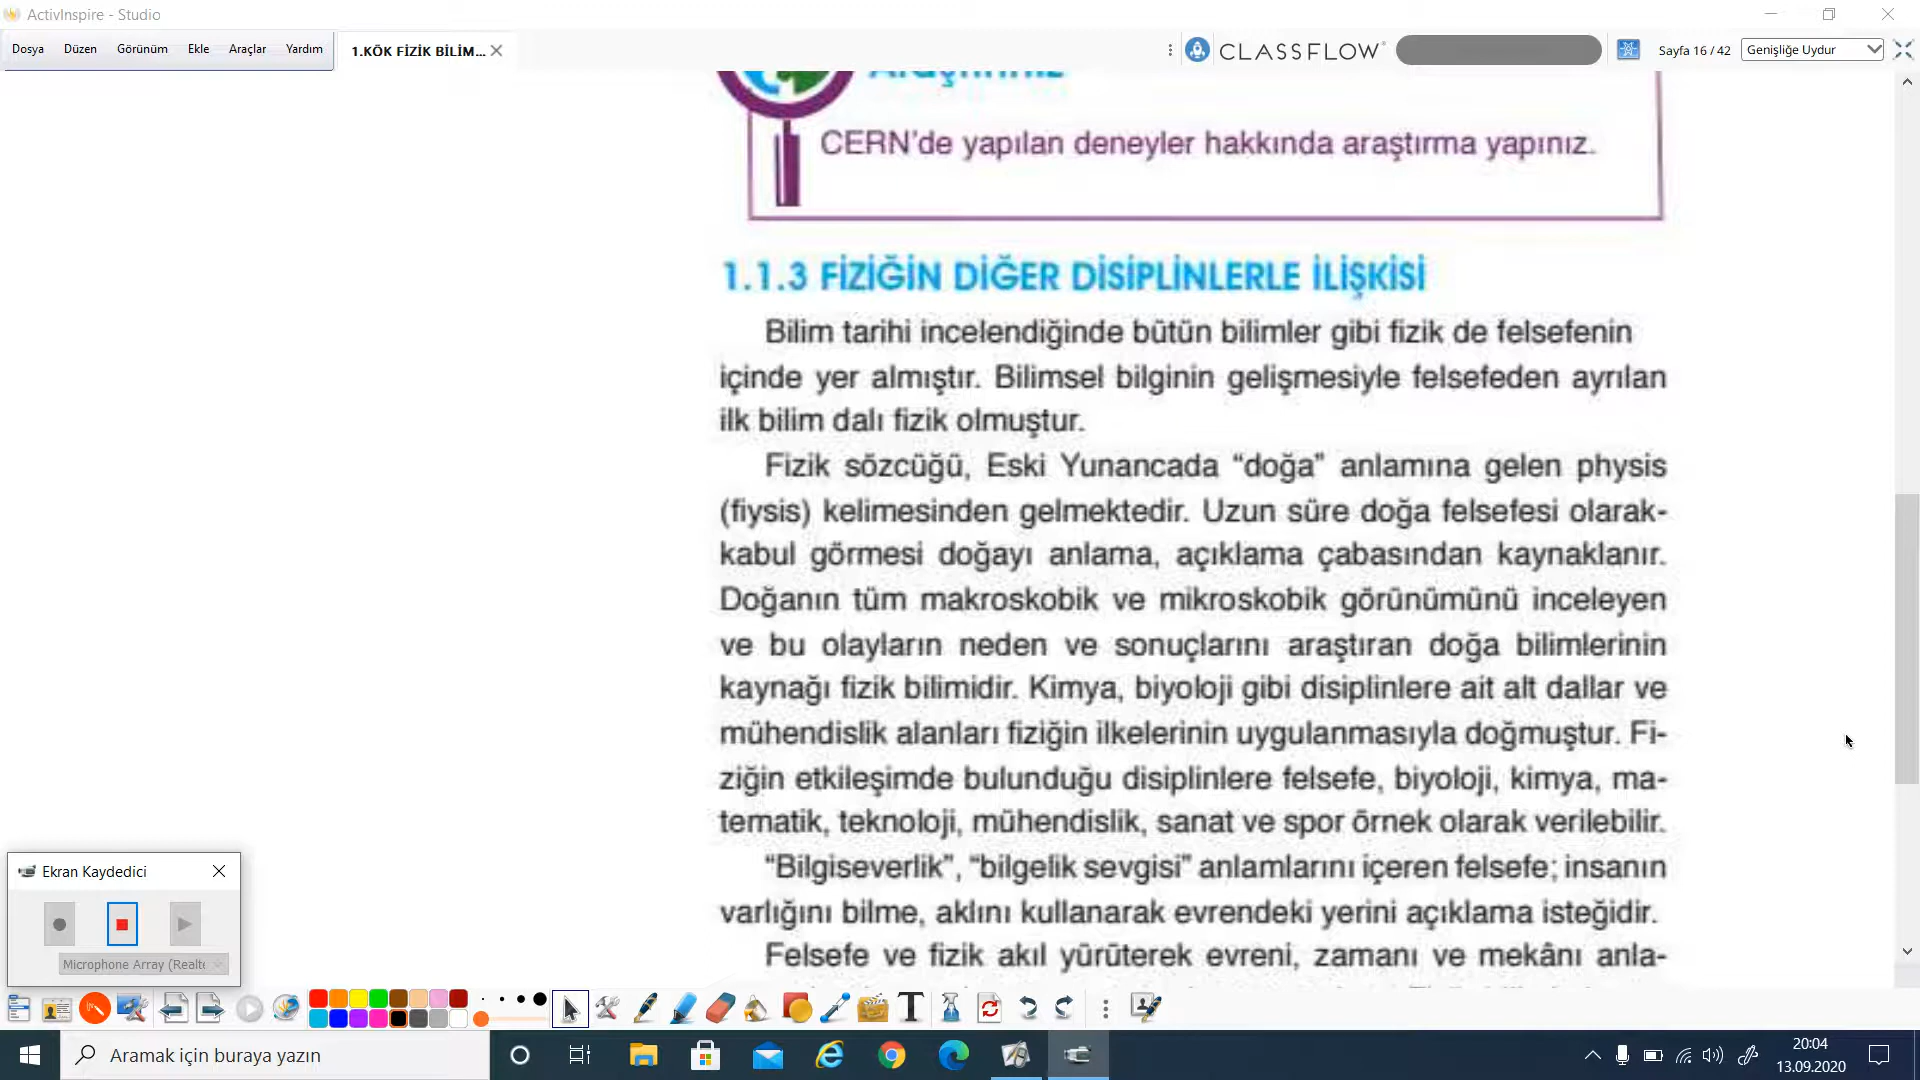 ActivInspire - Studio
Dosya Düzen Görünüm Ekle Araçlar Yardım
1.KÖK FİZİK BİLİM...
CLASSFLOW
Sayfa 16 / 42
Genişliğe Uydur
CERN’de yapılan deneyler hakkında araştırma yapınız.
1.1.3 FİZİĞİN DİĞER DİSİPLİNLERLE İLİŞKİSİ
Bilim tarihi incelendiğinde bütün bilimler gibi fizik de felsefenin
içinde yer almıştır. Bilimsel bilginin gelişmesiyle felsefeden ayrılan
ilk bilim dalı fizik olmuştur.
Fizik sözcüğü, Eski Yunancada “doğa” anlamına gelen physis
(fiysis) kelimesinden gelmektedir. Uzun süre doğa felsefesi olarak-
kabul görmesi doğayı anlama, açıklama çabasından kaynaklanır.
Doğanın tüm makroskobik ve mikroskobik görünümünü inceleyen
ve bu olayların neden ve sonuçlarını araştıran doğa bilimlerinin
kaynağı fizik bilimidir. Kimya, biyoloji gibi disiplinlere ait alt dallar ve
mühendislik alanları fiziğin ilkelerinin uygulanmasıyla doğmuştur. Fi-
ziğin etkileşimde bulunduğu disiplinlere felsefe, biyoloji, kimya, ma-
tematik, teknoloji, mühendislik, sanat ve spor örnek olarak verilebilir.
“Bilgiseverlik”, “bilgelik sevgisi” anlamlarını içeren felsefe; insanın
varlığını bilme, aklını kullanarak evrendeki yerini açıklama isteğidir.
Felsefe ve fizik akıl yürüterek evreni, zamanı ve mekânı anla-
Ekran Kaydedici
Microphone Array (Realte
Aramak için buraya yazın
20:04
13.09.2020